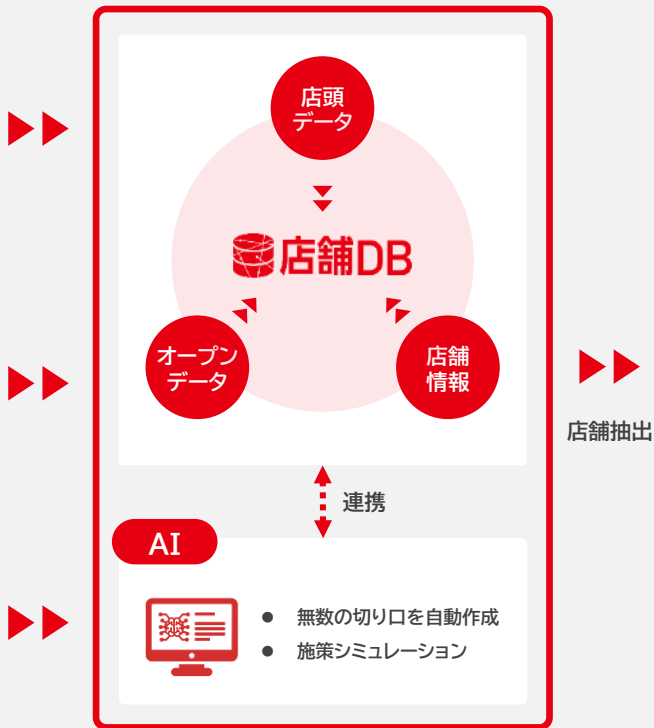 店頭
データ
店舗DB
オープン
データ
店舗
情報
店舗抽出
連携
AI
● 無数の切り口を自動作成
● 施策シミュレーション